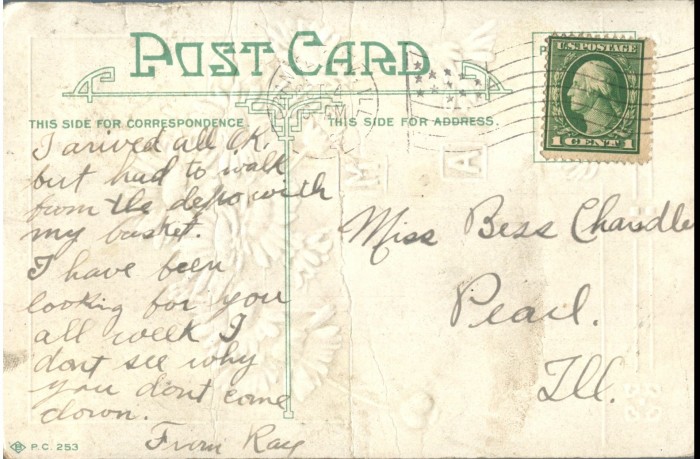 POST CARD
U.S. POSTAGE
1 CENT 1
THIS SIDE FOR CORRESPONDENCE.
THIS SIDE FOR ADDRESS.
I arived all OK.
but had to walk
from the depo with
my basket.
I have been
looking for you
all week I
dont see why
you dont come
down.
From Ray
Miss Bess Chandle
Pearl.
Ill.
P.C. 253